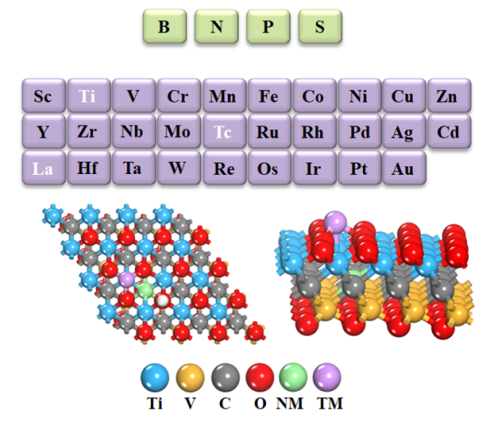 B N P S
Sc Ti V Cr Mn Fe Co Ni Cu Zn
Y Zr Nb Mo Tc Ru Rh Pd Ag Cd
La Hf Ta W Re Os Ir Pt Au
Ti V C O NM TM